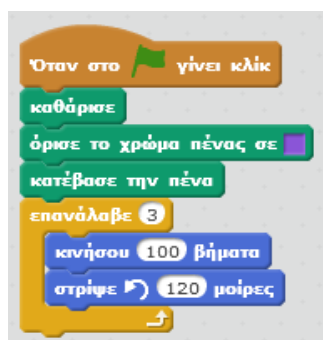 Όταν στο γίνει κλικ
καθάρισε
όρισε το χρώμα πένας σε
κατέβασε την πένα
επανάλαβε 3
κινήσου 100 βήματα
στρίψε 120 μοίρες